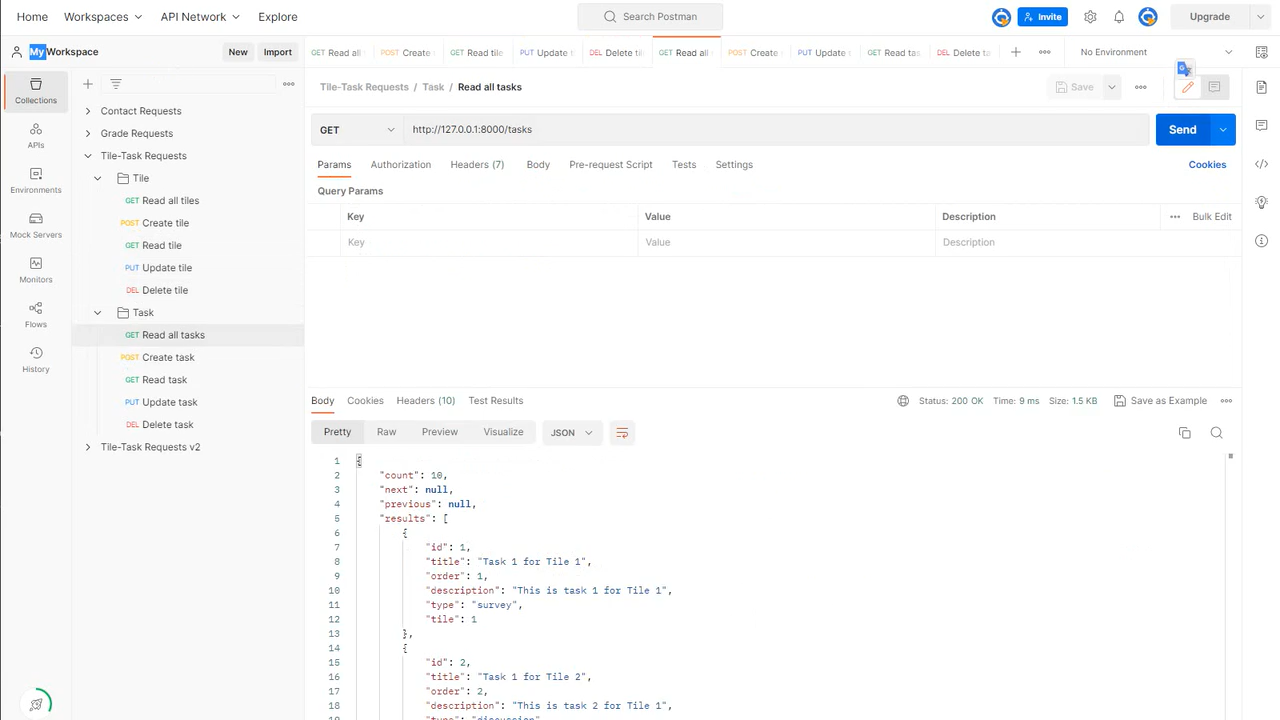 Home Workspaces API Network Explore Search Postman Invite Upgrade
My Workspace New Import GET Read all POST Create GET Read tile PUT Update t DEL Delete til GET Read all POST Create PUT Update GET Read tas DEL Delete ta No Environment
Collections
APIs
Environments
Mock Servers
Monitors
Flows
History
Contact Requests
Grade Requests
Tile-Task Requests
Tile
GET Read all tiles
POST Create tile
GET Read tile
PUT Update tile
DEL Delete tile
Task
GET Read all tasks
POST Create task
GET Read task
PUT Update task
DEL Delete task
Tile-Task Requests v2
Tile-Task Requests / Task / Read all tasks Save
GET http://127.0.0.1:8000/tasks Send
Params Authorization Headers (7) Body Pre-request Script Tests Settings Cookies
Query Params
Key Value Description Bulk Edit
Key Value Description
Body Cookies Headers (10) Test Results Status: 200 OK Time: 9 ms Size: 1.5 KB Save as Example
Pretty Raw Preview Visualize JSON
1 {
2 "count": 10,
3 "next": null,
4 "previous": null,
5 "results": [
6 {
7 "id": 1,
8 "title": "Task 1 for Tile 1",
9 "order": 1,
10 "description": "This is task 1 for Tile 1",
11 "type": "survey",
12 "tile": 1
13 },
14 {
15 "id": 2,
16 "title": "Task 1 for Tile 2",
17 "order": 2,
18 "description": "This is task 2 for Tile 1",
19 "type": "discussion"